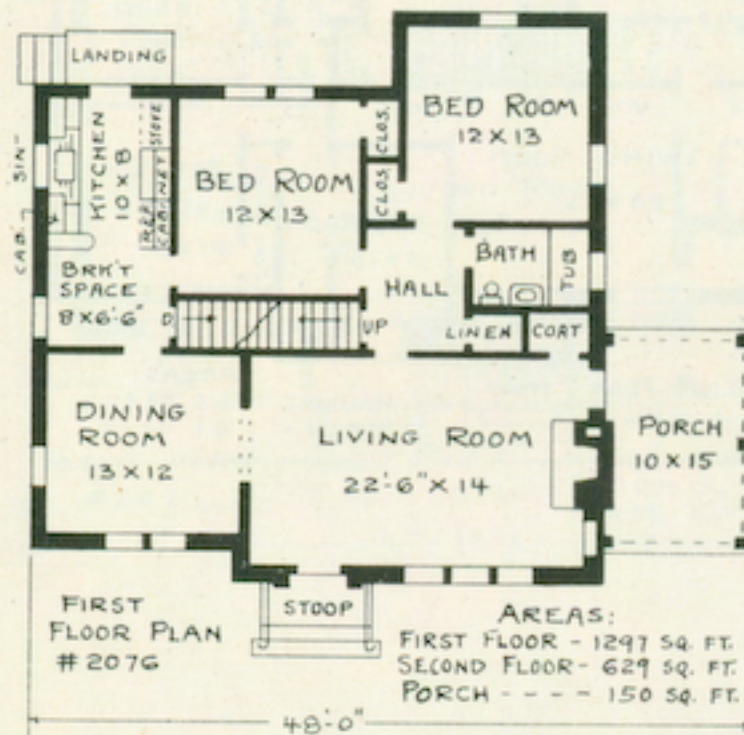 LANDING
BED ROOM
12 X 13
CLOS.
CLOS.
BED ROOM
12 X 13
STOVE
CABINET
REF.
KITCHEN
10 X 8
CAB.
SIN
BRK'T
SPACE
8 X 6'-6"
D.
UP
HALL
BATH
TUB
LINEN
COAT
DINING
ROOM
13 X 12
LIVING ROOM
22'-6" X 14
PORCH
10 X 15
STOOP
FIRST
FLOOR PLAN
# 2076
AREAS:
FIRST FLOOR - 1297 SQ. FT.
SECOND FLOOR - 629 SQ. FT.
PORCH - - - - 150 SQ. FT.
48'-0"